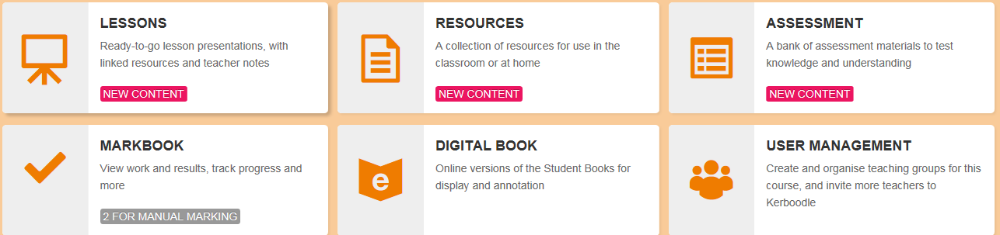 LESSONS
Ready-to-go lesson presentations, with
linked resources and teacher notes
NEW CONTENT
RESOURCES
A collection of resources for use in the
classroom or at home
NEW CONTENT
ASSESSMENT
A bank of assessment materials to test
knowledge and understanding
NEW CONTENT
MARKBOOK
View work and results, track progress and
more
2 FOR MANUAL MARKING
e
DIGITAL BOOK
Online versions of the Student Books for
display and annotation
USER MANAGEMENT
Create and organise teaching groups for this
course, and invite more teachers to
Kerboodle